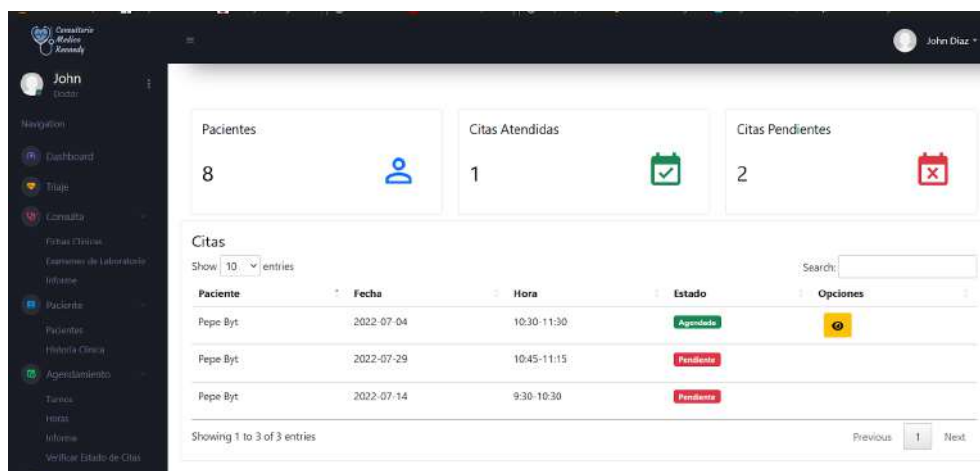 Consultorio
Medico
Kennedy
John Diaz
John
Doctor
Navigation
Dashboard
Triaje
Consulta
Fichas Clinicas
Examenes de Laboratorio
Informe
Paciente
Pacientes
Historia Clinica
Agendamiento
Turnos
Horas
Informe
Verificar Estado de Citas
Pacientes
8
Citas Atendidas
1
Citas Pendientes
2
Citas
Show 10 entries
Search:
Paciente Fecha Hora Estado Opciones
Pepe Byt 2022-07-04 10:30-11:30 Agendado
Pepe Byt 2022-07-29 10:45-11:15 Pendiente
Pepe Byt 2022-07-14 9:30-10:30 Pendiente
Showing 1 to 3 of 3 entries
Previous 1 Next